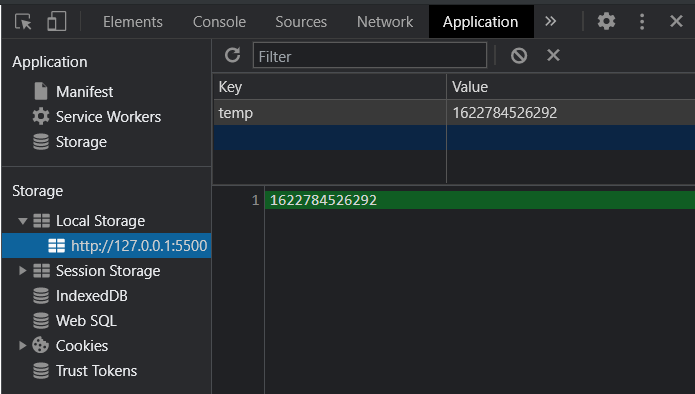 Elements Console Sources Network Application »
Application
Manifest
Service Workers
Storage
Storage
Local Storage
http://127.0.0.1:5500
Session Storage
IndexedDB
Web SQL
Cookies
Trust Tokens
Filter
Key Value
temp 1622784526292
1 1622784526292